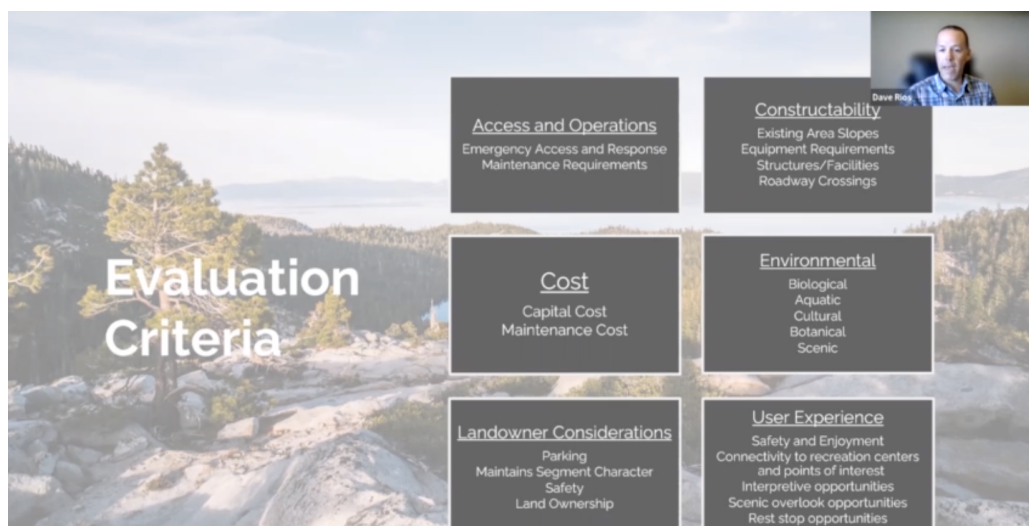 Dave Rios
Evaluation
Criteria
Access and Operations
Emergency Access and Response
Maintenance Requirements
Constructability
Existing Area Slopes
Equipment Requirements
Structures/Facilities
Roadway Crossings
Cost
Capital Cost
Maintenance Cost
Environmental
Biological
Aquatic
Cultural
Botanical
Scenic
Landowner Considerations
Parking
Maintains Segment Character
Safety
Land Ownership
User Experience
Safety and Enjoyment
Connectivity to recreation centers
and points of interest
Interpretive opportunities
Scenic overlook opportunities
Rest stop opportunities